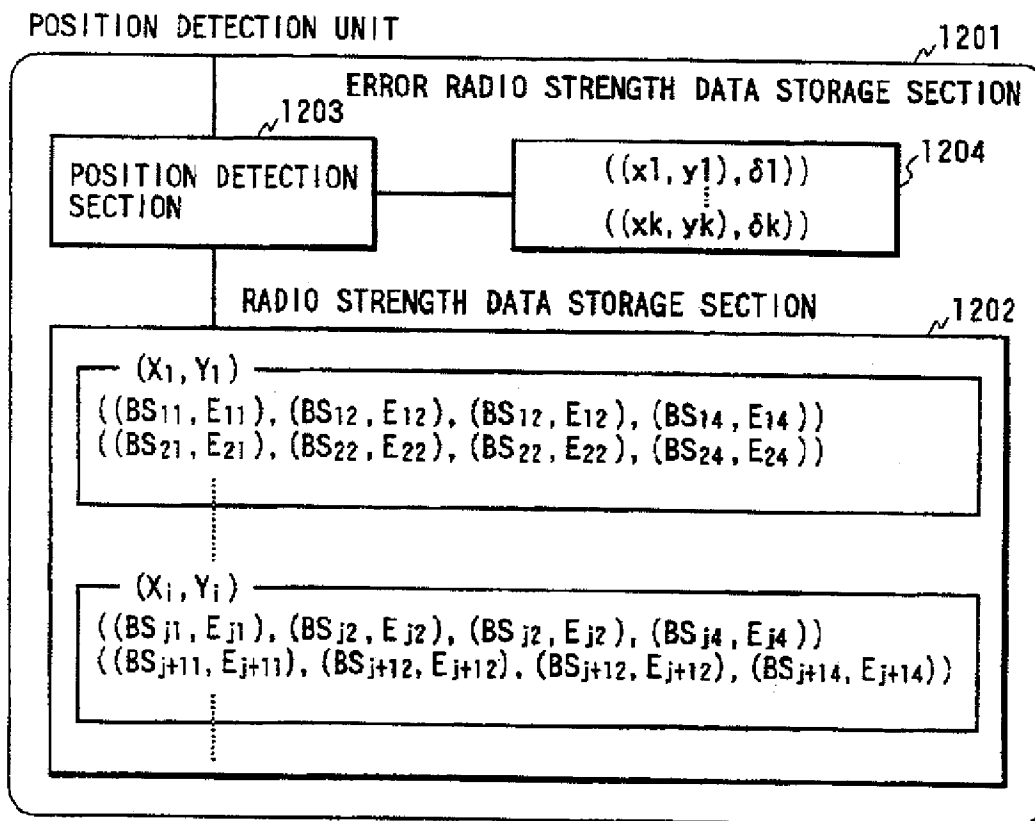 POSITION DETECTION UNIT
1201
ERROR RADIO STRENGTH DATA STORAGE SECTION
1203
1204
POSITION DETECTION
SECTION
((x1, y1), δ1))
((xk, yk), δk))
RADIO STRENGTH DATA STORAGE SECTION
1202
(X1, Y1)
((BS11, E11), (BS12, E12), (BS12, E12), (BS14, E14))
((BS21, E21), (BS22, E22), (BS22, E22), (BS24, E24))
(Xi, Yi)
((BSj1, Ej1), (BSj2, Ej2), (BSj2, Ej2), (BSj4, Ej4))
((BSj+11, Ej+11), (BSj+12, Ej+12), (BSj+12, Ej+12), (BSj+14, Ej+14))